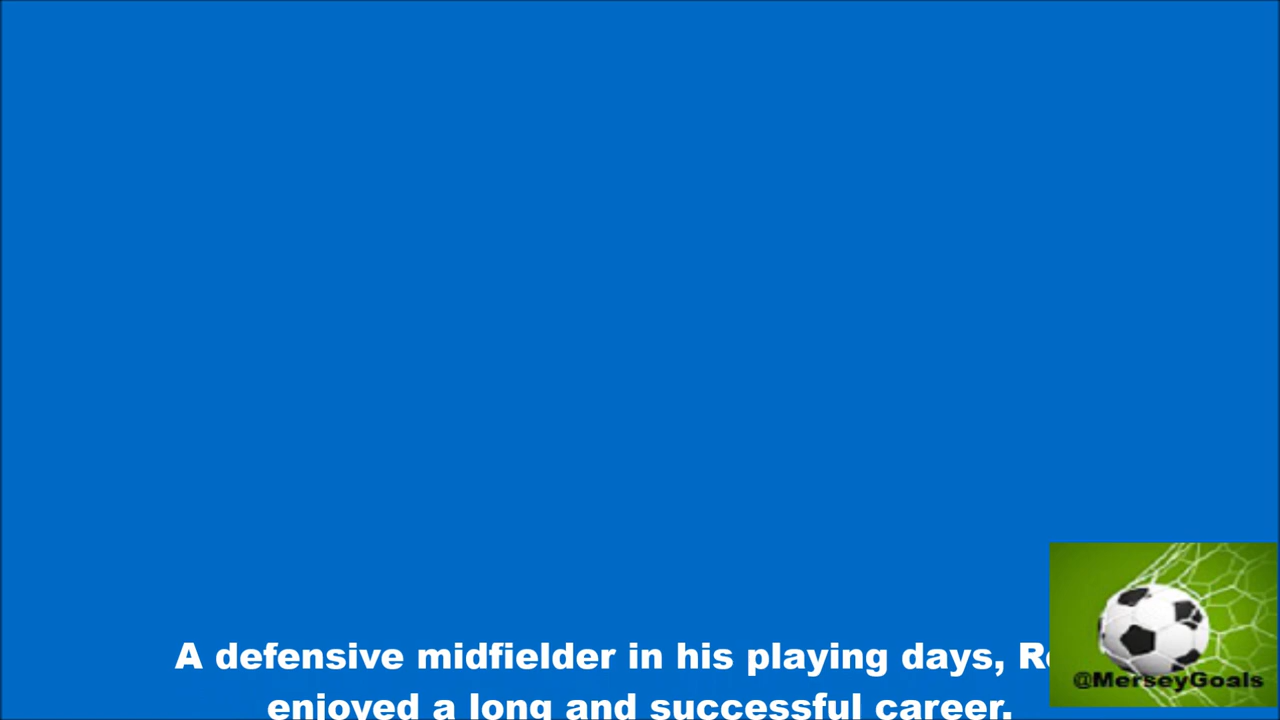 A defensive midfielder in his playing days,
enjoyed a long and successful career.
@MerseyGoals